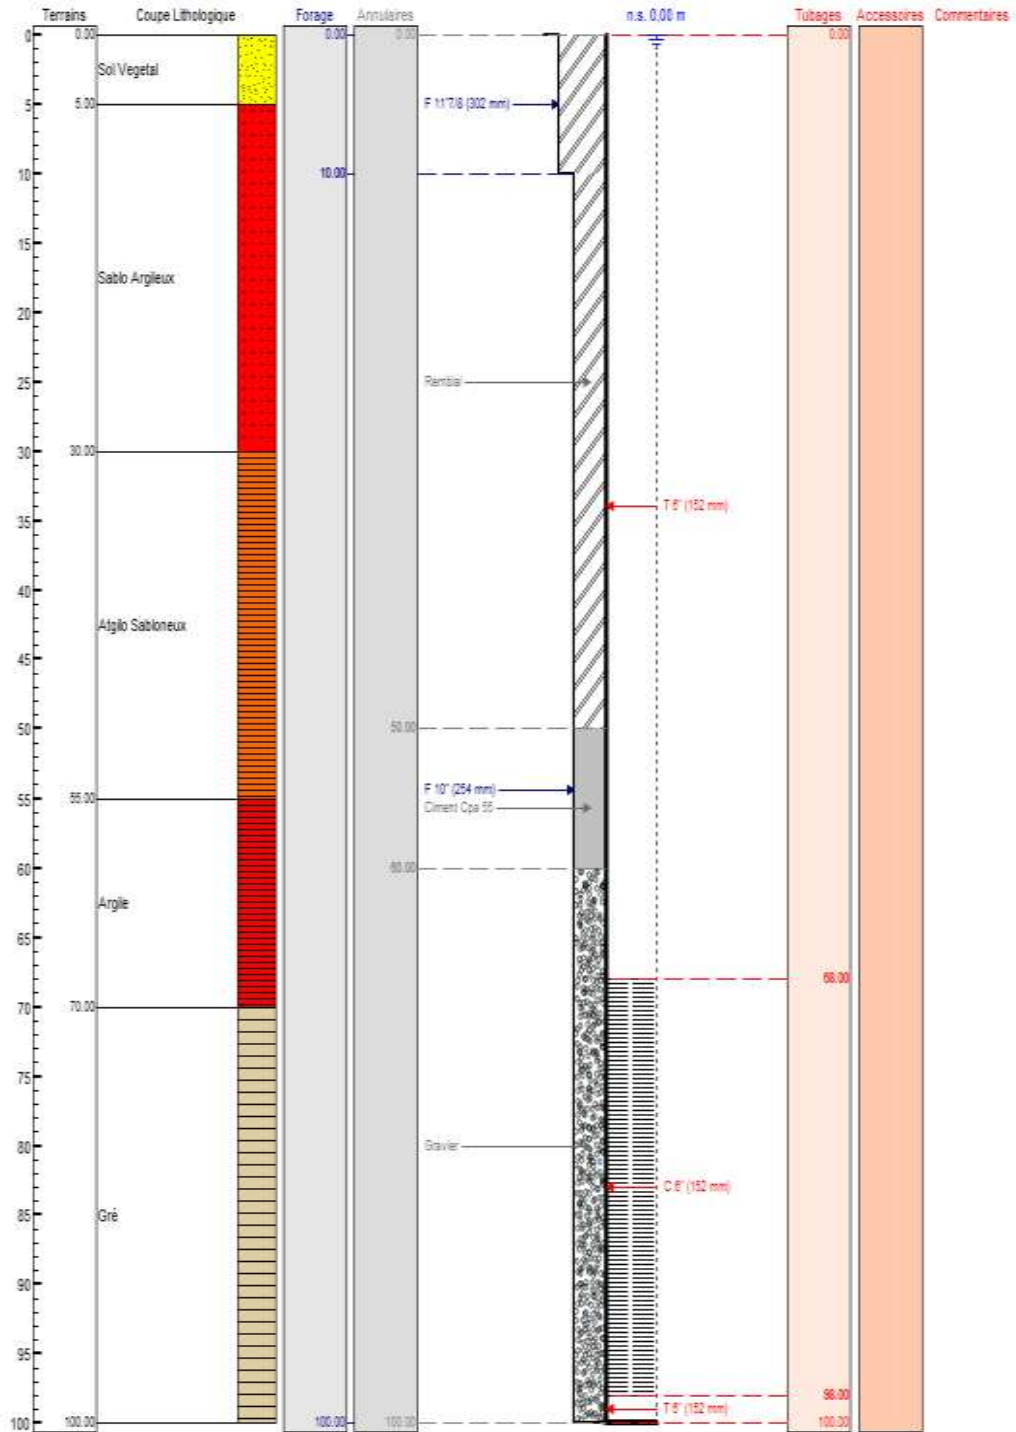 Terrains Coupe Lithologique Forage Annulaires n.s. 0,00 m Tubages Accessoires Commentaires
0 0.00 0.00 0.00 0.00
Sol Vegetal
5 5.00 F 11"7/8 (302 mm)
10 10.00
15
Sablo Argileux
20
25 Remblai
30 30.00
35 T 6" (152 mm)
40
Atgilo Sabloneux
45
50 50.00
F 10" (254 mm)
55 55.00 Ciment Cpa 55
60 60.00
Argile
65
68.00
70 70.00
75
80 Gravier
C 6" (152 mm)
85 Gré
90
95
98.00
T 6" (152 mm)
100 100.00 100.00 100.00 100.00